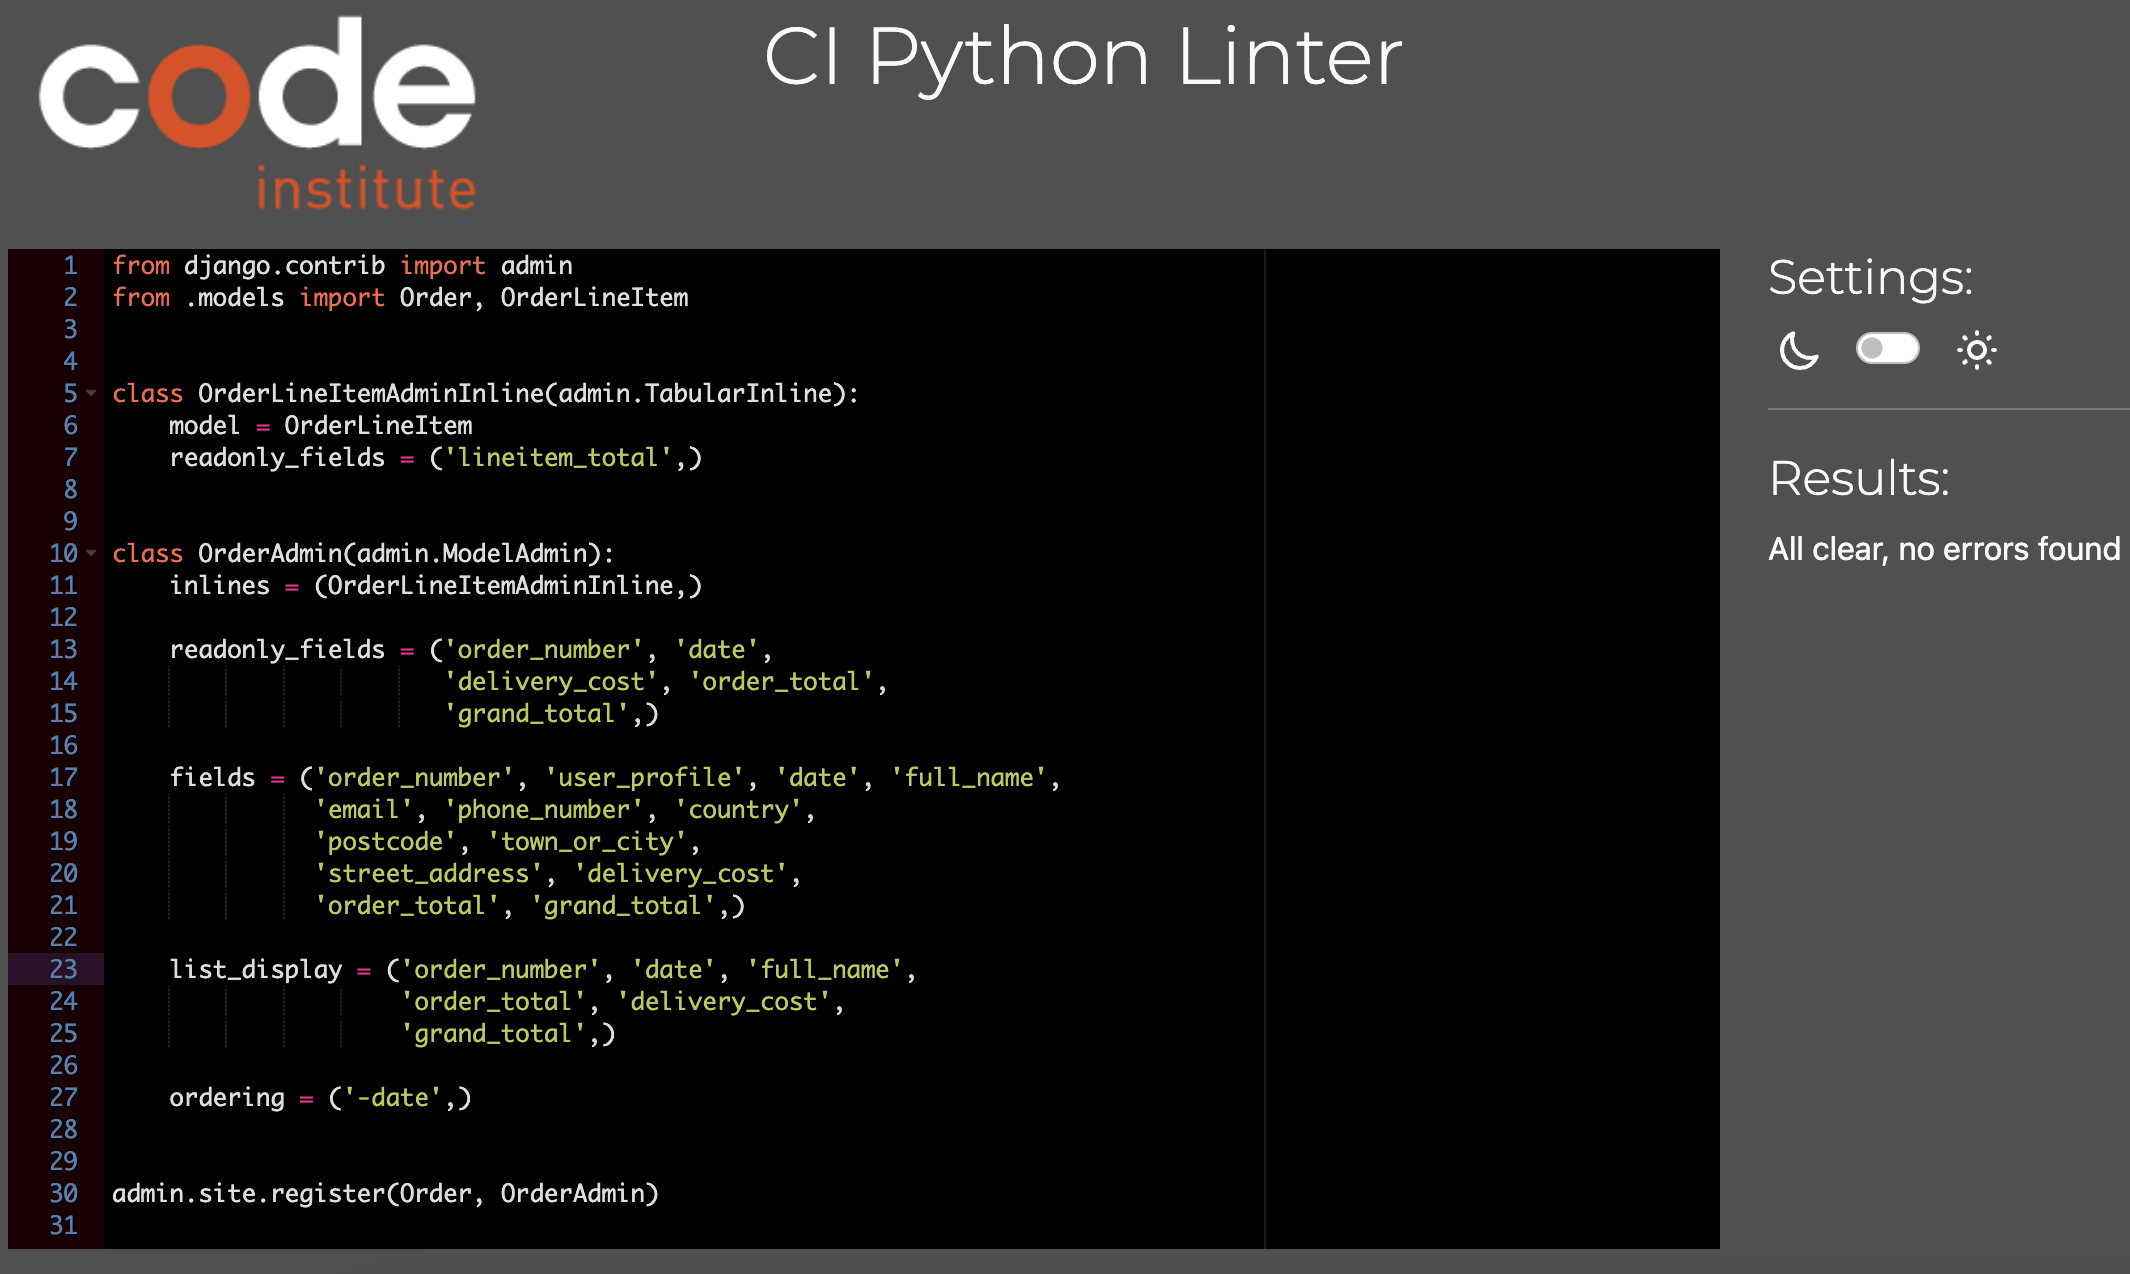 code
institute
CI Python Linter
1 from django.contrib import admin
2 from .models import Order, OrderLineItem
3
4
5 class OrderLineItemAdminInline(admin.TabularInline):
6     model = OrderLineItem
7     readonly_fields = ('lineitem_total',)
8
9
10 class OrderAdmin(admin.ModelAdmin):
11     inlines = (OrderLineItemAdminInline,)
12
13     readonly_fields = ('order_number', 'date',
14                        'delivery_cost', 'order_total',
15                        'grand_total',)
16
17     fields = ('order_number', 'user_profile', 'date', 'full_name',
18               'email', 'phone_number', 'country',
19               'postcode', 'town_or_city',
20               'street_address', 'delivery_cost',
21               'order_total', 'grand_total',)
22
23     list_display = ('order_number', 'date', 'full_name',
24                     'order_total', 'delivery_cost',
25                     'grand_total',)
26
27     ordering = ('-date',)
28
29
30 admin.site.register(Order, OrderAdmin)
31
Settings:
Results:
All clear, no errors found